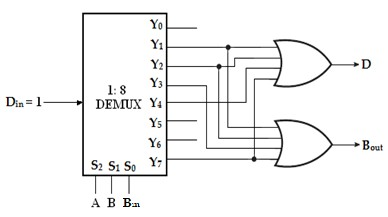 Y₀
Y₁
Y₂
Y₃
Y₄
Y₅
Y₆
Y₇
1: 8
DEMUX
Din = 1
S₂ S₁ S₀
A B Bin
D
Bout